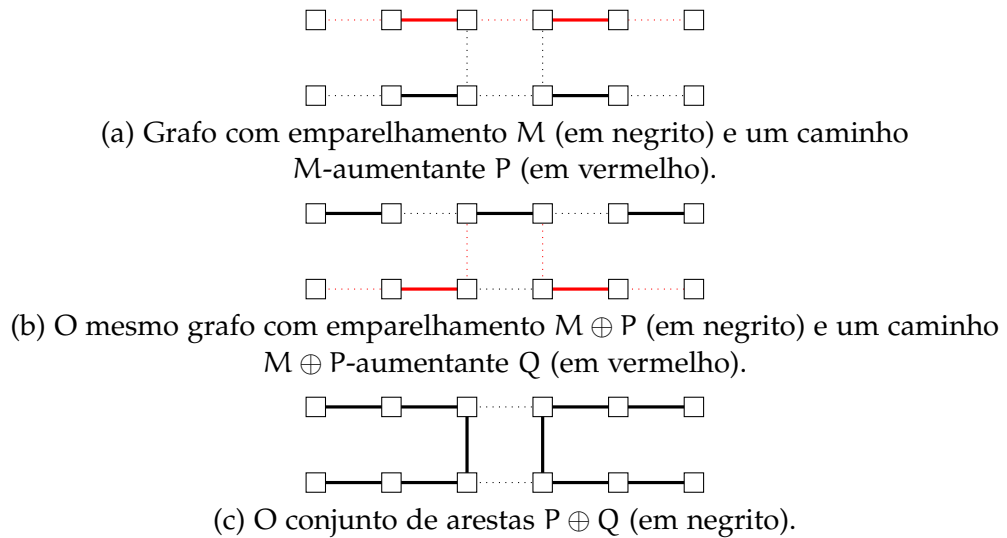 (a) Grafo com emparelhamento M (em negrito) e um caminho
M-aumentante P (em vermelho).
(b) O mesmo grafo com emparelhamento M ⊕ P (em negrito) e um caminho
M ⊕ P-aumentante Q (em vermelho).
(c) O conjunto de arestas P ⊕ Q (em negrito).